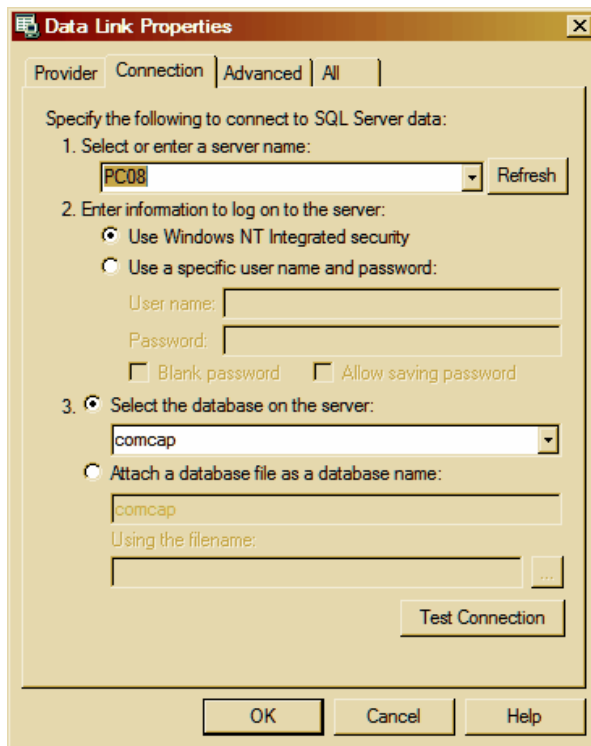 Data Link Properties
Provider Connection Advanced All
Specify the following to connect to SQL Server data:
1. Select or enter a server name:
PC08 Refresh
2. Enter information to log on to the server:
Use Windows NT Integrated security
Use a specific user name and password:
User name:
Password:
Blank password Allow saving password
3. Select the database on the server:
comcap
Attach a database file as a database name:
comcap
Using the filename:
...
Test Connection
OK Cancel Help